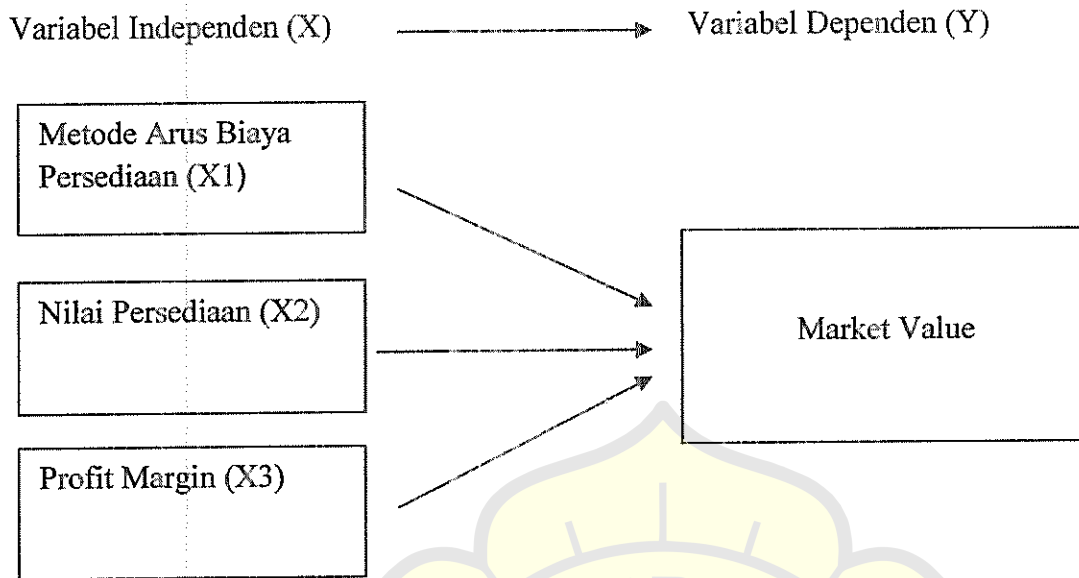 Variabel Independen (X)
Variabel Dependen (Y)
Metode Arus Biaya
Persediaan (X1)
Nilai Persediaan (X2)
Market Value
Profit Margin (X3)